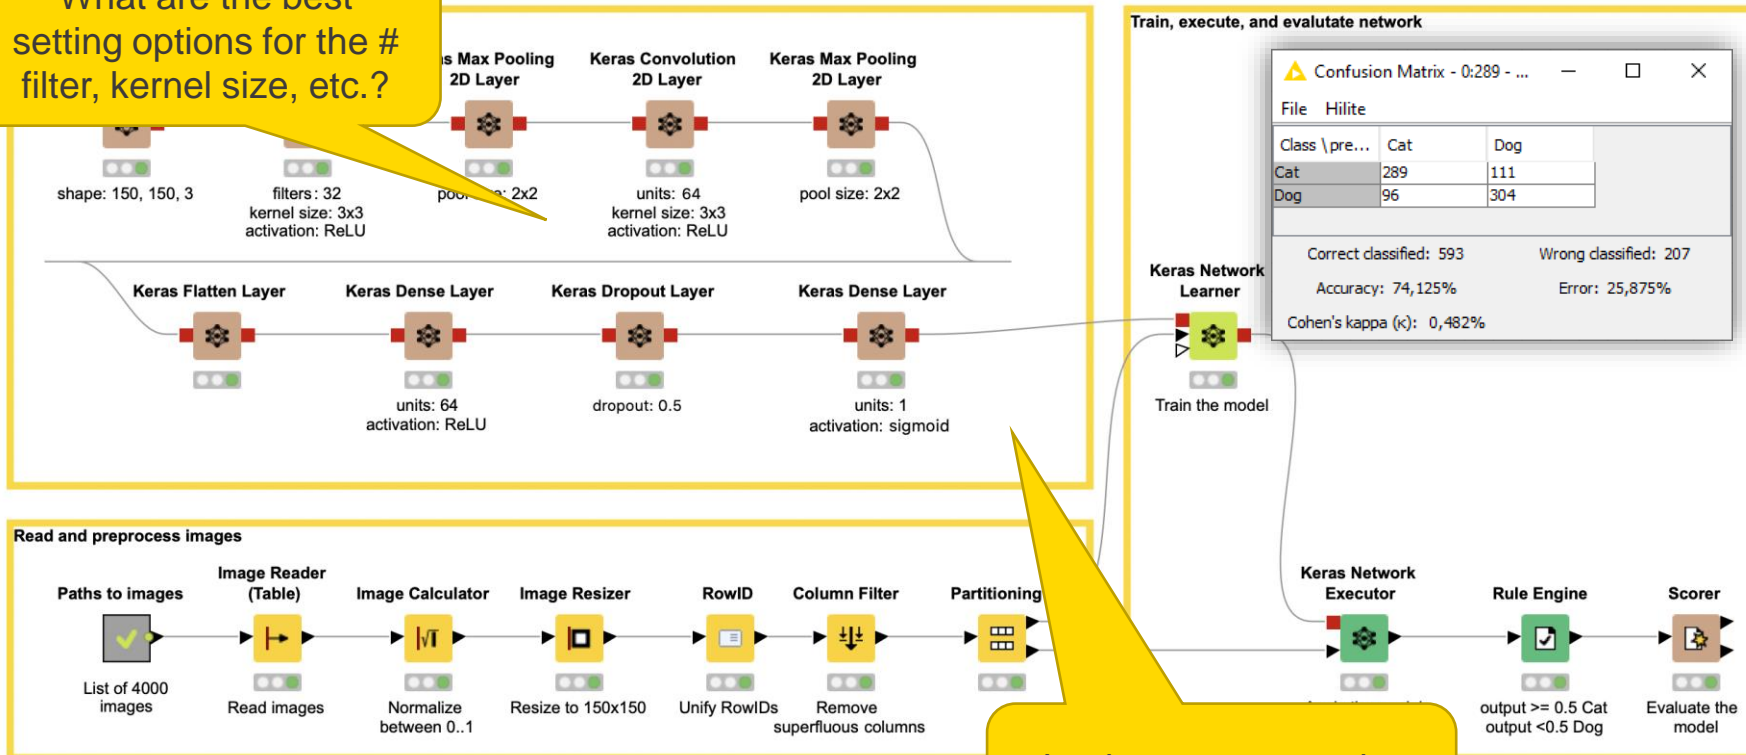 What are the best
setting options for the #
filter, kernel size, etc.?
Max Pooling
2D Layer
Keras Convolution
2D Layer
Keras Max Pooling
2D Layer
shape: 150, 150, 3
filters: 32
kernel size: 3x3
activation: ReLU
2x2
units: 64
kernel size: 3x3
activation: ReLU
pool size: 2x2
Keras Flatten Layer
Keras Dense Layer
Keras Dropout Layer
Keras Dense Layer
units: 64
activation: ReLU
dropout: 0.5
units: 1
activation: sigmoid
Train, execute, and evalutate network
Confusion Matrix - 0:289 - ...
File Hilite
Class \ pre... Cat Dog
Cat 289 111
Dog 96 304
Correct classified: 593 Wrong classified: 207
Accuracy: 74,125% Error: 25,875%
Cohen's kappa (κ): 0,482%
Keras Network
Learner
Train the model
Read and preprocess images
Paths to images
List of 4000
images
Image Reader
(Table)
Read images
Image Calculator
Normalize
between 0..1
Image Resizer
Resize to 150x150
RowID
Unify RowIDs
Column Filter
Remove
superfluous columns
Partitioning
Keras Network
Executor
Rule Engine
output >= 0.5 Cat
output <0.5 Dog
Scorer
Evaluate the
model